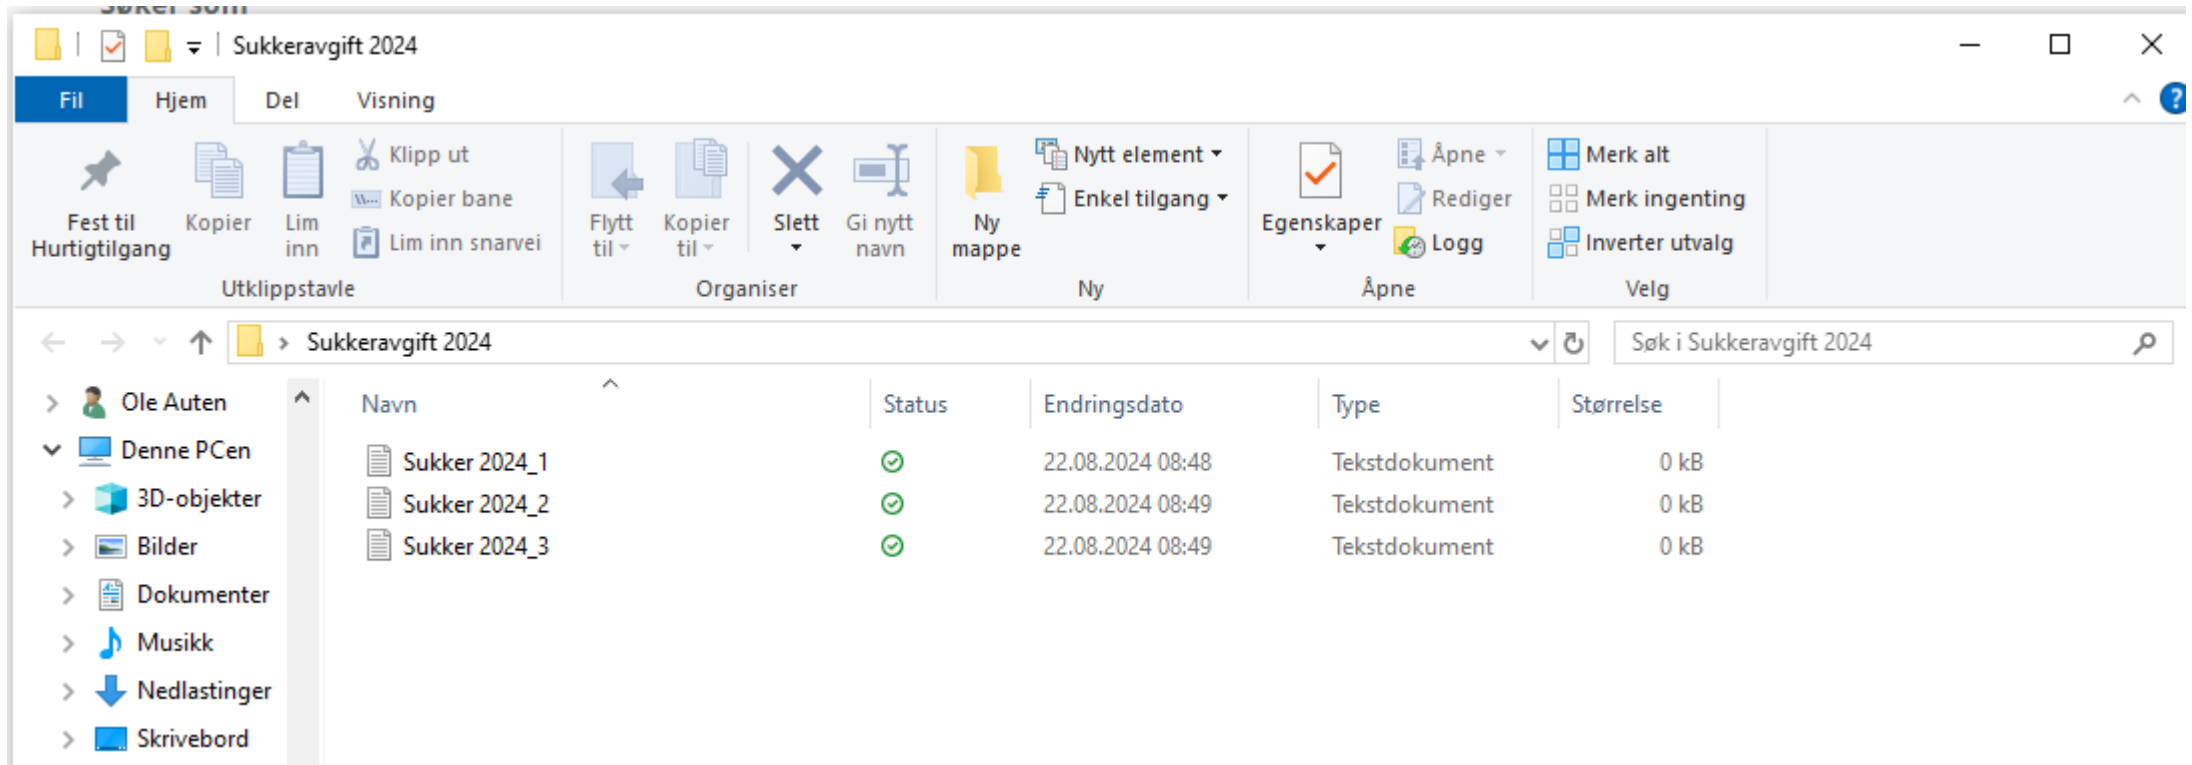 Søker som
Sukkeravgift 2024
Fil Hjem Del Visning
Fest til Hurtigtilgang
Kopier
Lim inn
Klipp ut
Kopier bane
Lim inn snarvei
Utklippstavle
Flytt til
Kopier til
Slett
Gi nytt navn
Organiser
Ny mappe
Nytt element
Enkel tilgang
Ny
Egenskaper
Åpne
Rediger
Logg
Åpne
Merk alt
Merk ingenting
Inverter utvalg
Velg
Sukkeravgift 2024
Søk i Sukkeravgift 2024
Ole Auten
Denne PCen
3D-objekter
Bilder
Dokumenter
Musikk
Nedlastinger
Skrivebord
Navn Status Endringsdato Type Størrelse
Sukker 2024_1 22.08.2024 08:48 Tekstdokument 0 kB
Sukker 2024_2 22.08.2024 08:49 Tekstdokument 0 kB
Sukker 2024_3 22.08.2024 08:49 Tekstdokument 0 kB